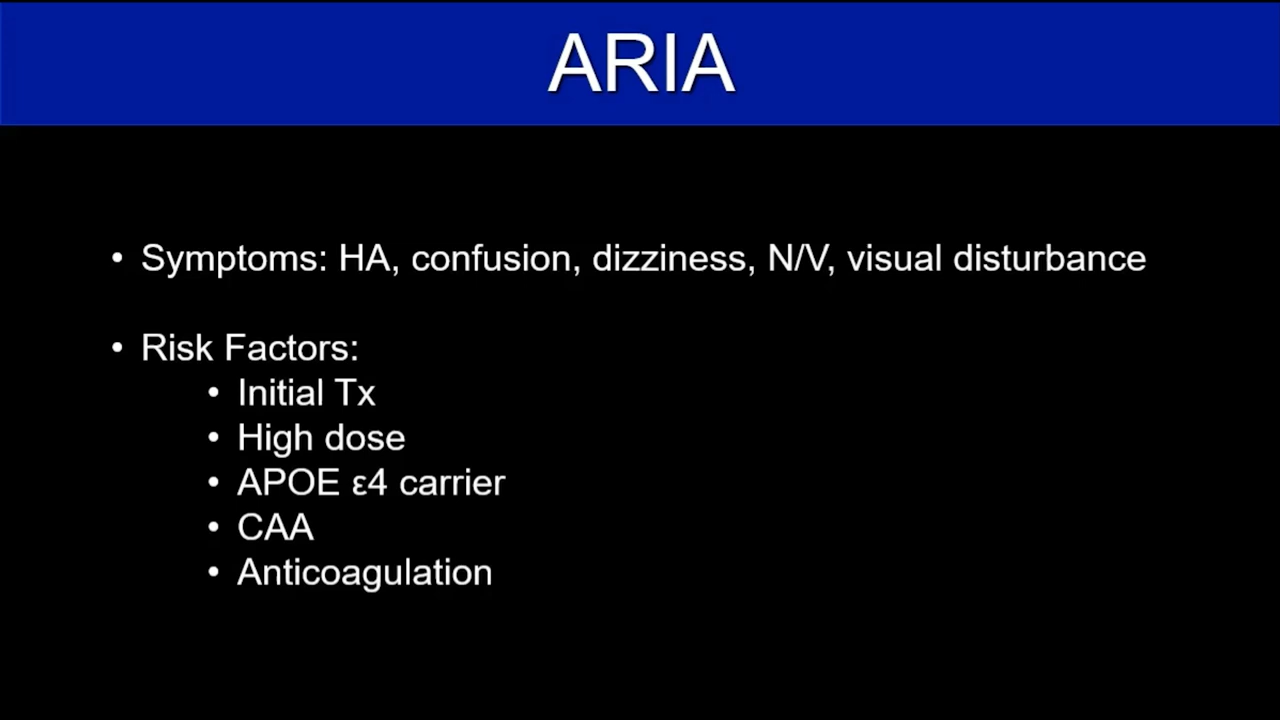 ARIA
• Symptoms: HA, confusion, dizziness, N/V, visual disturbance
• Risk Factors:
• Initial Tx
• High dose
• APOE ε4 carrier
• CAA
• Anticoagulation